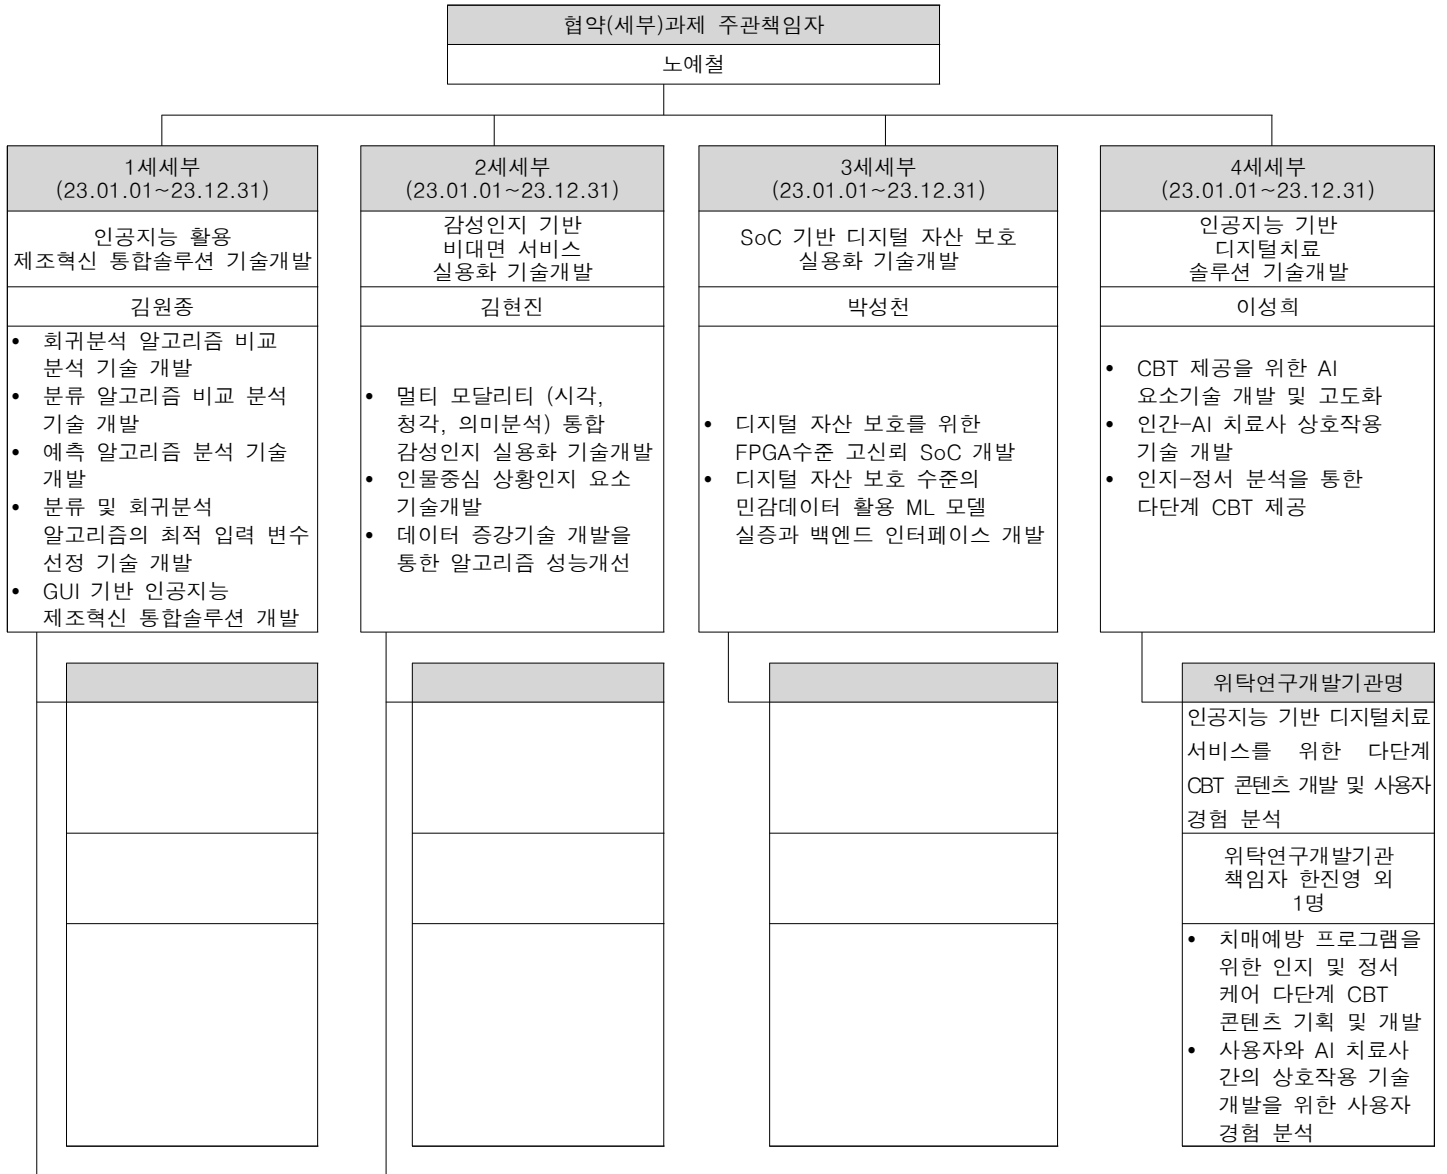 협약(세부)과제 주관책임자
노예철
1세세부
(23.01.01~23.12.31)
인공지능 활용
제조혁신 통합솔루션 기술개발
김원종
• 회귀분석 알고리즘 비교
분석 기술 개발
• 분류 알고리즘 비교 분석
기술 개발
• 예측 알고리즘 분석 기술
개발
• 분류 및 회귀분석
알고리즘의 최적 입력 변수
선정 기술 개발
• GUI 기반 인공지능
제조혁신 통합솔루션 개발
2세세부
(23.01.01~23.12.31)
감성인지 기반
비대면 서비스
실용화 기술개발
김현진
• 멀티 모달리티 (시각,
청각, 의미분석) 통합
감성인지 실용화 기술개발
• 인물중심 상황인지 요소
기술개발
• 데이터 증강기술 개발을
통한 알고리즘 성능개선
3세세부
(23.01.01~23.12.31)
SoC 기반 디지털 자산 보호
실용화 기술개발
박성천
• 디지털 자산 보호를 위한
FPGA수준 고신뢰 SoC 개발
• 디지털 자산 보호 수준의
민감데이터 활용 ML 모델
실증과 백엔드 인터페이스 개발
4세세부
(23.01.01~23.12.31)
인공지능 기반
디지털치료
솔루션 기술개발
이성희
• CBT 제공을 위한 AI
요소기술 개발 및 고도화
• 인간-AI 치료사 상호작용
기술 개발
• 인지-정서 분석을 통한
다단계 CBT 제공
위탁연구개발기관명
인공지능 기반 디지털치료
서비스를 위한 다단계
CBT 콘텐츠 개발 및 사용자
경험 분석
위탁연구개발기관
책임자 한진영 외
1명
• 치매예방 프로그램을
위한 인지 및 정서
케어 다단계 CBT
콘텐츠 기획 및 개발
• 사용자와 AI 치료사
간의 상호작용 기술
개발을 위한 사용자
경험 분석